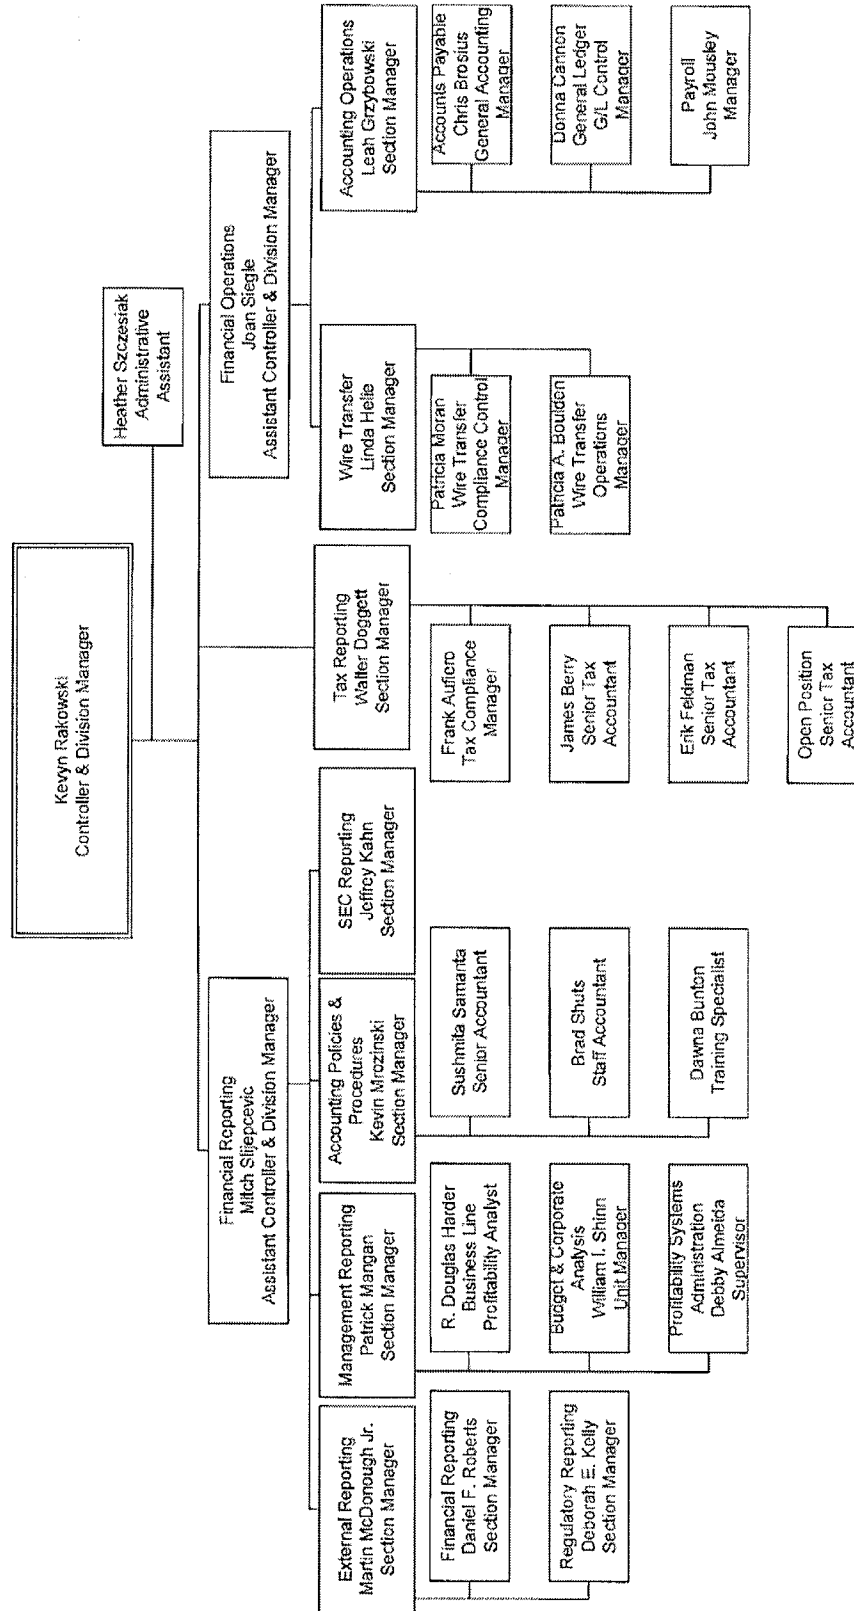 Kevyn Rakowski
Controller & Division Manager
Heather Szczesiak
Administrative
Assistant
Financial Reporting
Mitch Slijepcevic
Assistant Controller & Division Manager
Financial Operations
Joan Siegle
Assistant Controller & Division Manager
External Reporting
Martin McDonough Jr.
Section Manager
Management Reporting
Patrick Mangan
Section Manager
Accounting Policies &
Procedures
Kevin Mrozinski
Section Manager
SEC Reporting
Jeffrey Kahn
Section Manager
Tax Reporting
Walter Doggett
Section Manager
Wire Transfer
Linda Helie
Section Manager
Accounting Operations
Leah Grzybowski
Section Manager
Financial Reporting
Daniel F. Roberts
Section Manager
R. Douglas Harder
Business Line
Profitability Analyst
Sushmita Samanta
Senior Accountant
Frank Aufiero
Tax Compliance
Manager
Patricia Moran
Wire Transfer
Compliance Control
Manager
Accounts Payable
Chris Brosius
General Accounting
Manager
Regulatory Reporting
Deborah E. Kelly
Section Manager
Budget & Corporate
Analysis
William I. Shinn
Unit Manager
Brad Shuts
Staff Accountant
James Berry
Senior Tax
Accountant
Patricia A. Boulden
Wire Transfer
Operations
Manager
Donna Cannon
General Ledger
G/L Control
Manager
Profitability Systems
Administration
Debby Almeida
Supervisor
Dawna Bunton
Training Specialist
Erik Feldman
Senior Tax
Accountant
Payroll
John Mousley
Manager
Open Position
Senior Tax
Accountant